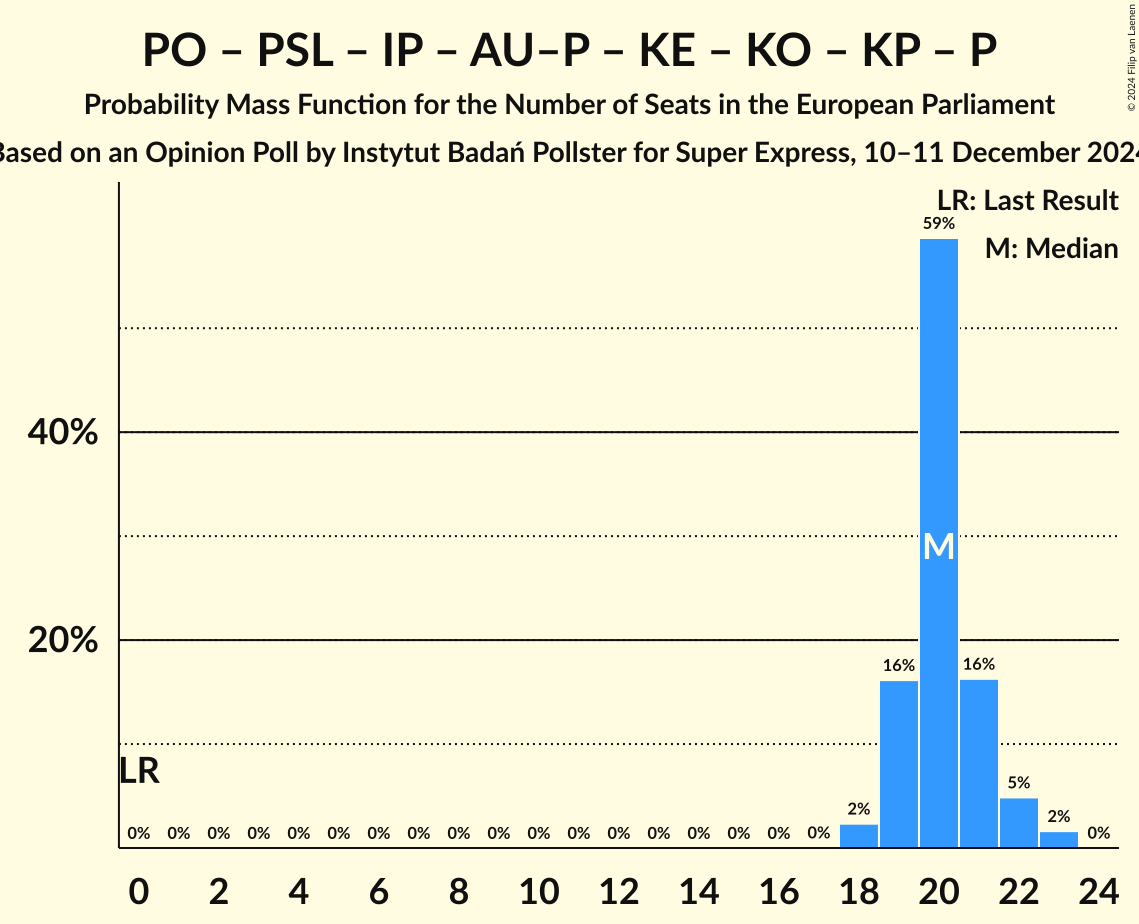 PO – PSL – IP – AU–P – KE – KO – KP – P
Probability Mass Function for the Number of Seats in the European Parliament
Based on an Opinion Poll by Instytut Badań Pollster for Super Express, 10–11 December 2024
© 2024 Filip van Laenen
LR: Last Result
M: Median
59%
40%
M
20%
16% 16%
LR
5%
2% 2%
0% 0% 0% 0% 0% 0% 0% 0% 0% 0% 0% 0% 0% 0% 0% 0% 0% 0% 0%
0 2 4 6 8 10 12 14 16 18 20 22 24